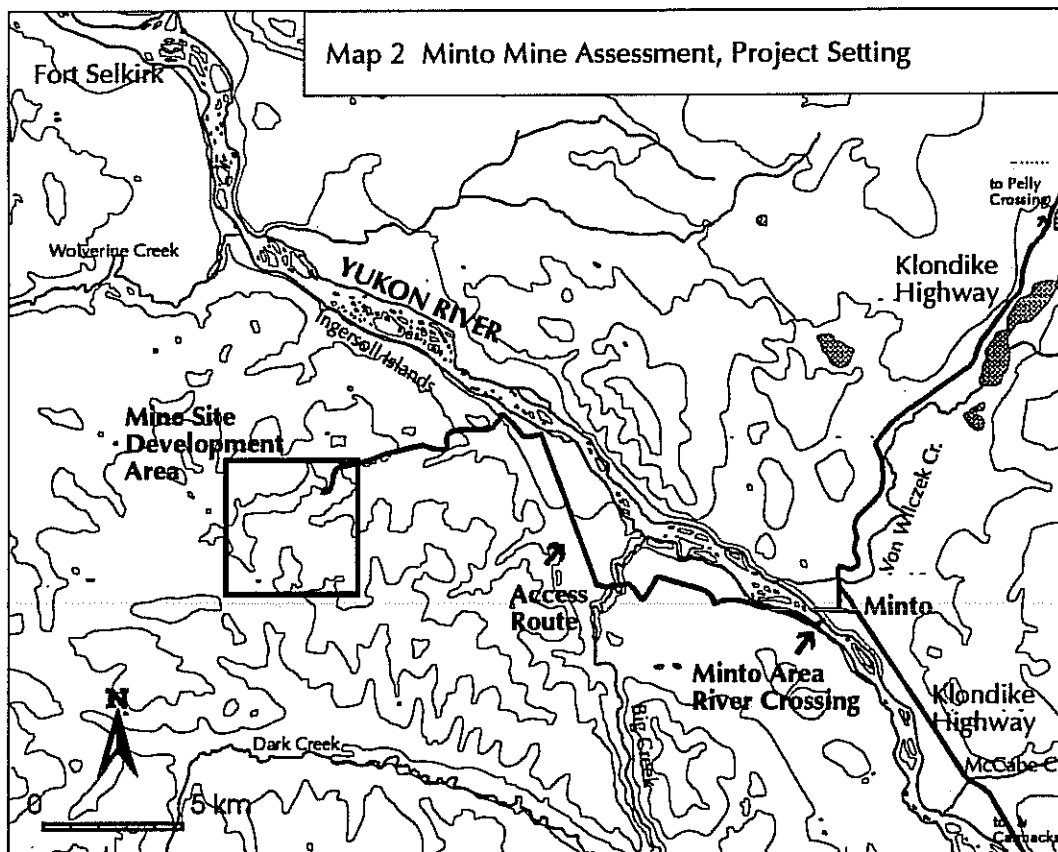 Map 2 Minto Mine Assessment, Project Setting
Fort Selkirk
to Pelly
Crossing
Wolverine Creek
YUKON RIVER
Klondike
Highway
Ingersoll Islands
Mine Site
Development
Area
Von Wilczek Cr.
Access
Route
Minto
Minto Area
River Crossing
Klondike
Highway
N
Big Creek
Dark Creek
McCabe C
0
5 km
to
Carmacks